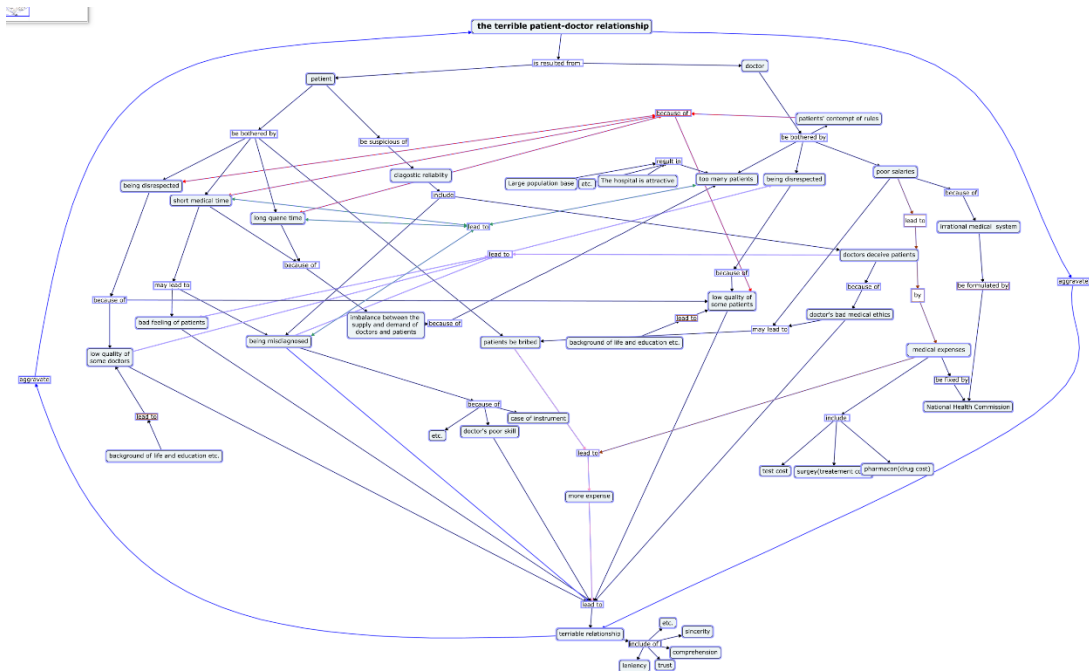 the terrible patient-doctor relationship
is resulted from
doctor
patient
because of
patients' contempt of rules
be bothered by
be suspicious of
be bothered by
result is
being disrespected
diagostic reliablity
Large population base
etc.
The hospital is attractive
too many patients
being disrespected
poor salaries
short medical time
include
because of
long quene time
lead to
lead to
irrational medical system
lead to
doctors deceive patients
because of
because of
may lead to
because of
be formulated by
aggravate
by
because of
low quality of
some patients
bad feeling of patients
imbalance between the
supply and demand of
doctors and patients
because of
lead to
doctor's bad medical ethics
may lead to
being misdiagnosed
patients be bribed
background of life and education etc.
low quality of
some doctors
medical expenses
aggravate
be fixed by
because of
National Health Commission
lead to
case of instrument
include
etc.
doctor's poor skill
background of life and education etc.
lead to
test cost
surgey(treatement
pharmacon(drug cost)
more expense
lead to
terriable relationship
etc.
sincerity
include of
comprehension
leniency
trust